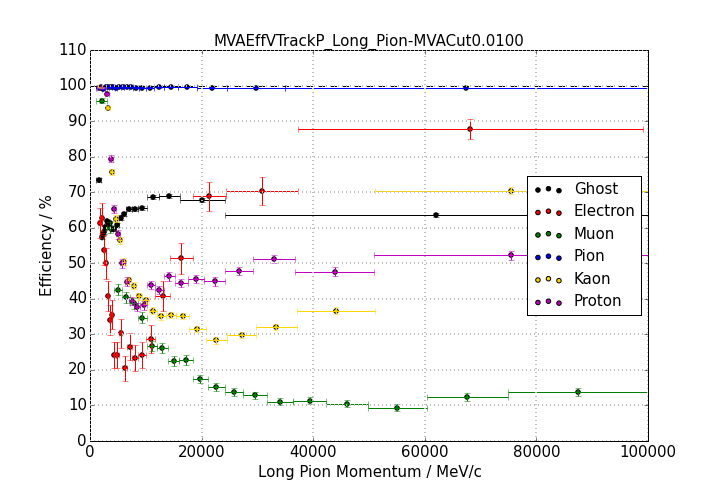 MVAEffVTrackP_Long_Pion-MVACut0.0100
110
100
90
80
70
60
50
40
30
20
10
0
Efficiency / %
Ghost
Electron
Muon
Pion
Kaon
Proton
0 20000 40000 60000 80000 100000
Long Pion Momentum / MeV/c